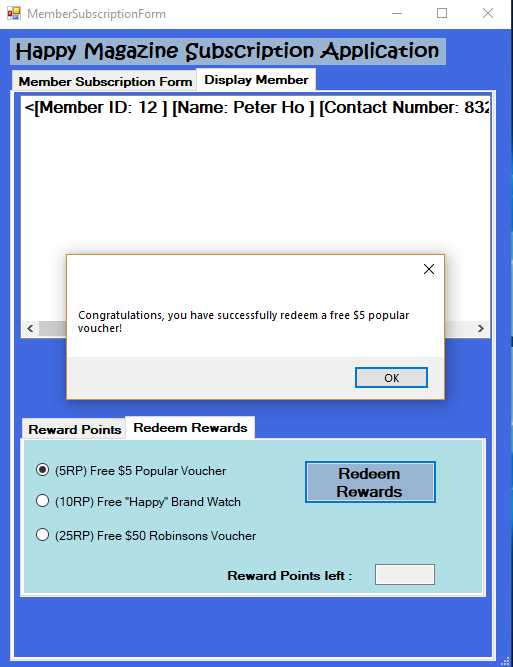 MemberSubscriptionForm
Happy Magazine Subscription Application
Member Subscription Form Display Member
<[Member ID: 12 ] [Name: Peter Ho ] [Contact Number: 832
Congratulations, you have successfully redeem a free $5 popular
voucher!
OK
Reward Points Redeem Rewards
(5RP) Free $5 Popular Voucher
(10RP) Free "Happy" Brand Watch
(25RP) Free $50 Robinsons Voucher
Redeem
Rewards
Reward Points left :